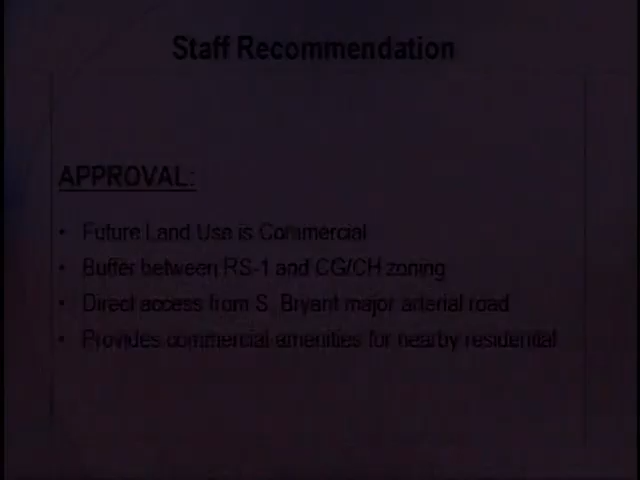 Staff Recommendation
APPROVAL:
• Future Land Use is Commercial
• Buffer between RS-1 and CG/CH zoning
• Direct access from S. Bryant major arterial road
• Provides commercial amenities for nearby residential